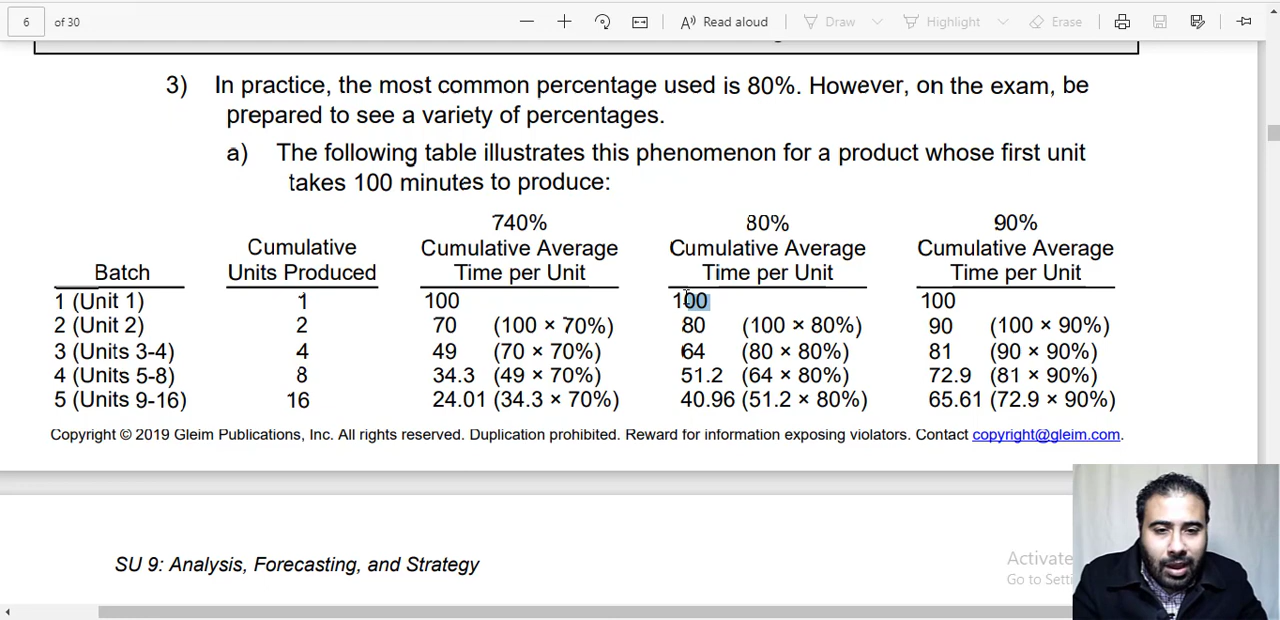 6 of 30 Read aloud Draw Highlight Erase
3) In practice, the most common percentage used is 80%. However, on the exam, be
prepared to see a variety of percentages.
a) The following table illustrates this phenomenon for a product whose first unit
takes 100 minutes to produce:
740% 80% 90%
Cumulative Cumulative Average Cumulative Average Cumulative Average
Batch Units Produced Time per Unit Time per Unit Time per Unit
1 (Unit 1) 1 100 100 100
2 (Unit 2) 2 70 (100 × 70%) 80 (100 × 80%) 90 (100 × 90%)
3 (Units 3-4) 4 49 (70 × 70%) 64 (80 × 80%) 81 (90 × 90%)
4 (Units 5-8) 8 34.3 (49 × 70%) 51.2 (64 × 80%) 72.9 (81 × 90%)
5 (Units 9-16) 16 24.01 (34.3 × 70%) 40.96 (51.2 × 80%) 65.61 (72.9 × 90%)
Copyright © 2019 Gleim Publications, Inc. All rights reserved. Duplication prohibited. Reward for information exposing violators. Contact copyright@gleim.com.
SU 9: Analysis, Forecasting, and Strategy
Activate
Go to Setti